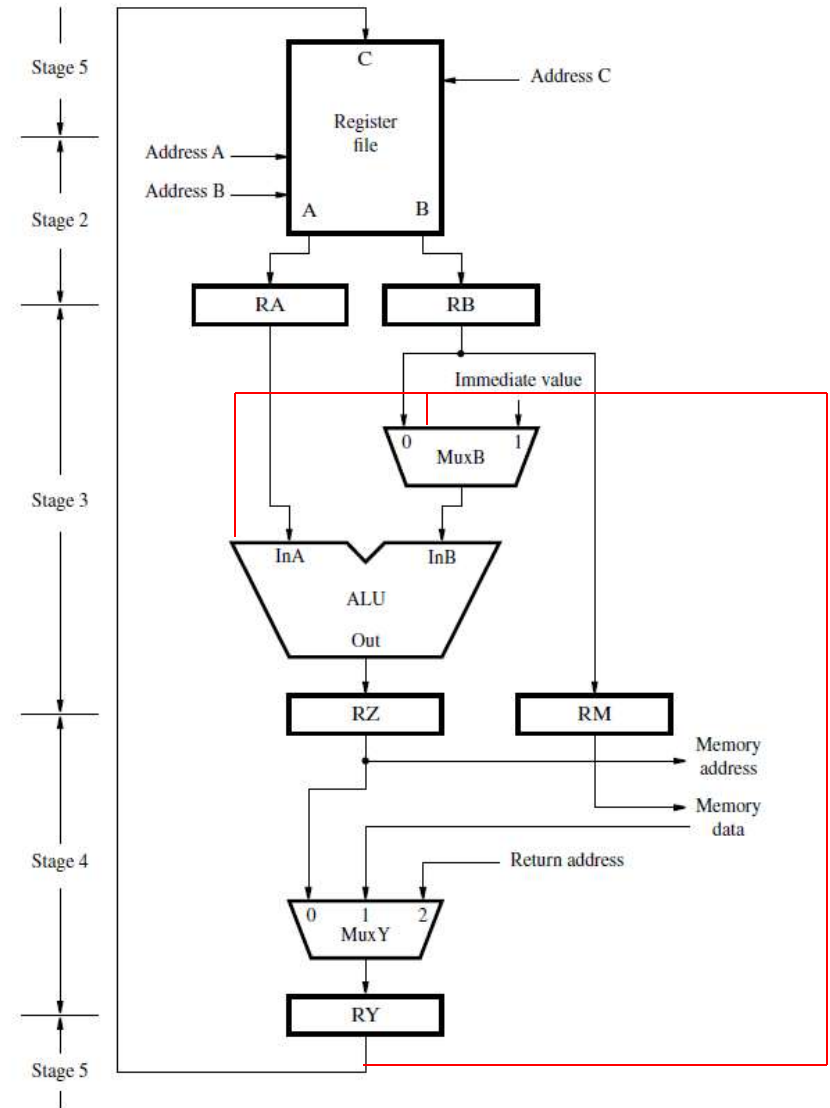 Stage 5
C
Address C
Register
file
Address A
Address B
A
B
Stage 2
RA
RB
Immediate value
0
1
MuxB
Stage 3
InA
InB
ALU
Out
RZ
RM
Memory
address
Memory
data
Stage 4
Return address
0
1
2
MuxY
RY
Stage 5